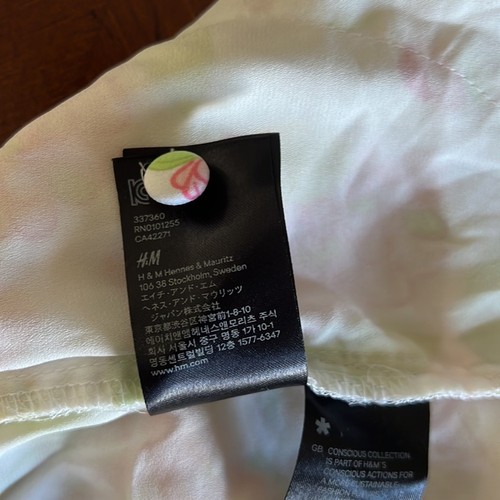 337360
RN0101255
CA42271
H&M
H & M Hennes & Mauritz
106 38 Stockholm, Sweden
エイチ・アンド・エム
ヘネス・アンド・マウリッツ
ジャパン株式会社
東京都渋谷区神宮前1-8-10
에이치앤엠헤네스앤모리츠 주식
회사 서울시 중구 명동 1가 10-1
명동센트럴빌딩 12층 1577-6347
www.hm.com
GB CONSCIOUS COLLECTION
IS PART OF H&M'S
CONSCIOUS ACTIONS FOR
A MORE SUSTAINABLE